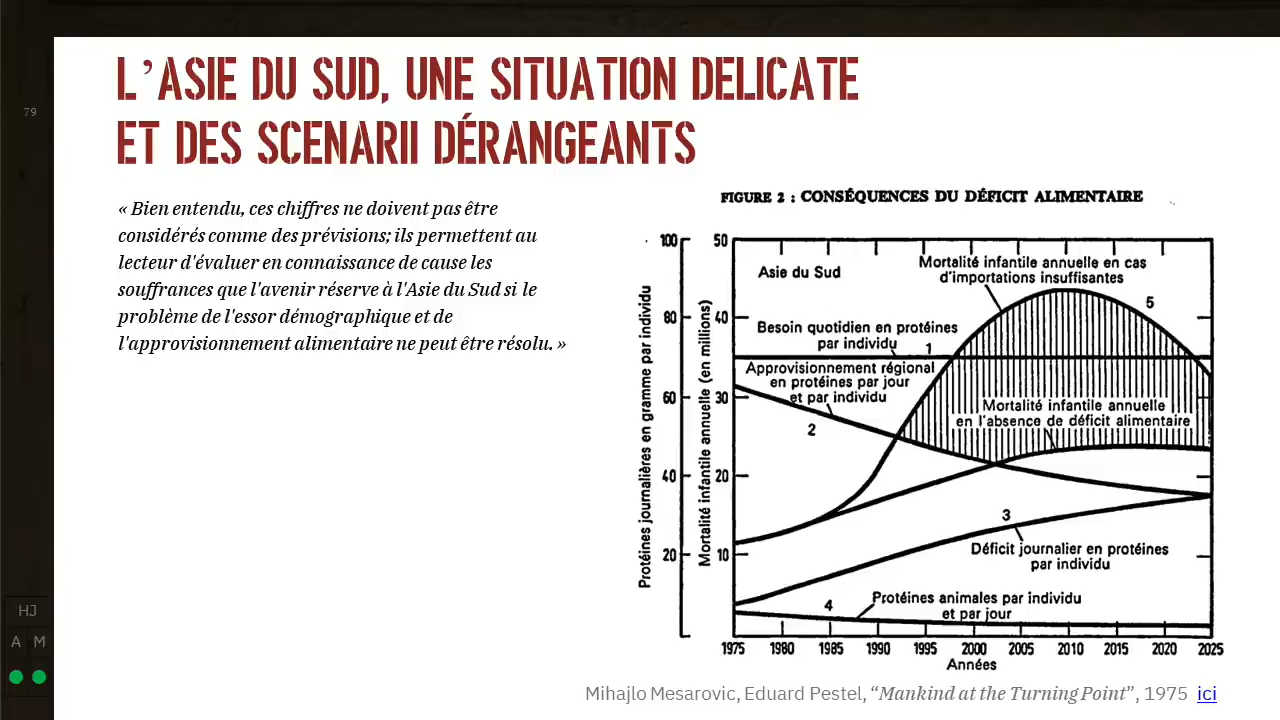 L'ASIE DU SUD, UNE SITUATION DELICATE
ET DES SCENARII DÉRANGEANTS
79
« Bien entendu, ces chiffres ne doivent pas être
considérés comme des prévisions; ils permettent au
lecteur d'évaluer en connaissance de cause les
souffrances que l'avenir réserve à l'Asie du Sud si le
problème de l'essor démographique et de
l'approvisionnement alimentaire ne peut être résolu. »
FIGURE 2 : CONSÉQUENCES DU DÉFICIT ALIMENTAIRE
100
80
60
40
20
Protéines journalières en gramme par individu
50
40
30
20
10
Mortalité infantile annuelle (en millions)
Asie du Sud
Mortalité infantile annuelle en cas
d'importations insuffisantes
5
Besoin quotidien en protéines
par individu
1
Approvisionnement régional
en protéines par jour
et par individu
2
Mortalité infantile annuelle
en l'absence de déficit alimentaire
3
Déficit journalier en protéines
par individu
4
Protéines animales par individu
et par jour
1975 1980 1985 1990 1995 2000 2005 2010 2015 2020 2025
Années
HJ
A M
Mihajlo Mesarovic, Eduard Pestel, “Mankind at the Turning Point”, 1975 ici